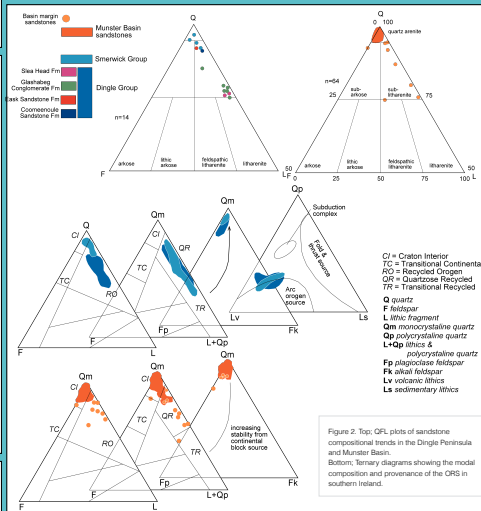 Basin margin
sandstones
Munster Basin
sandstones
Smerwick Group
Slea Head Fm
Glashabeg
Conglomerate Fm
Eask Sandstone Fm
Coomeenoule
Sandstone Fm
Dingle Group
Q
n=14
arkose
lithic
arkose
feldspathic
litharenite
litharenite
F
L
Q
0 100
quartz arenite
n=64
25
sub-
arkose
sub-
litharenite
75
50
arkose
lithic
arkose
feldspathic
litharenite
litharenite
50
F
0
25
50
75
100
L
Q
CI
TC
RO
F
L
Qm
CI
QR
TC
TR
F
Fp
L+Qp
Qm
Fk
Qp
Subduction
complex
Fold &
thrust source
Arc
orogen
source
Lv
Ls
CI = Craton Interior
TC = Transitional Continenta
RO = Recycled Orogen
QR = Quartzose Recycled
TR = Transitional Recycled
Q quartz
F feldspar
L lithic fragment
Qm monocrystaline quartz
Qp polycrystaline quartz
L+Qp lithics &
polycrystaline quartz
Fp plagioclase feldspar
Fk alkali feldspar
Lv volcanic lithics
Ls sedimentary lithics
Qm
CI
TC
RO
F
L
Qm
CI
QR
TC
TR
F
Fp
L+Qp
Qm
increasing
stability from
continental
block source
Fk
Figure 2. Top; QFL plots of sandstone
compositional trends in the Dingle Peninsula
and Munster Basin.
Bottom; Ternary diagrams showing the modal
composition and provenance of the ORS in
southern Ireland.